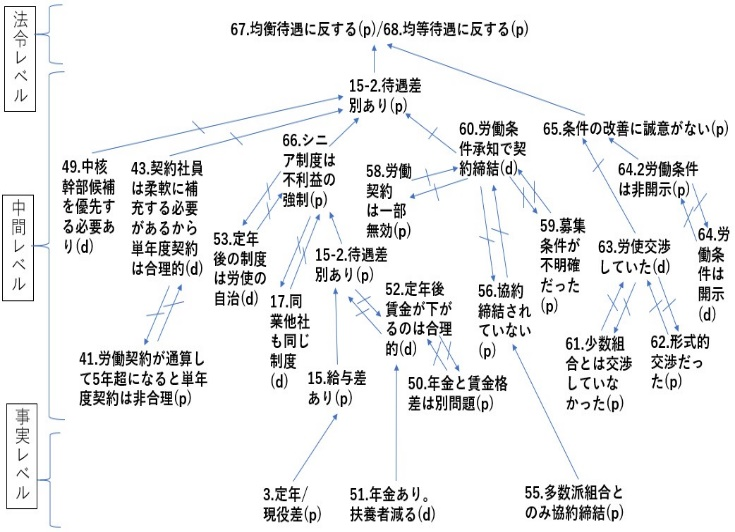 法令レベル
67.均衡待遇に反する(p)/68.均等待遇に反する(p)
中間レベル
15-2.待遇差
別あり(p)
49.中核
幹部候補
を優先す
る必要あ
り(d)
43.契約社員
は柔軟に補
充する必要
があるから
単年度契約
は合理的(d)
66.シニ
ア制度は
不利益の
強制(p)
60.労働条
件承知で契
約締結(d)
65.条件の改善に誠意がない(p)
58.労働
契約
は一部
無効(p)
64.2労働条件
は非開示(p)
53.定年
後の制度
は労使の
自治(d)
15-2.待遇差
別あり(p)
59.募集
条件が
不明確
だった
(p)
63.労使交渉
していた(d)
64.労
働条
件は
開示
(d)
17.同
業他社
も同じ
制度
(d)
52.定年後
賃金が下が
るのは合理
的(d)
56.協約
締結され
ていない
(p)
41.労働契約が通算し
て5年超になると単年
度契約は非合理(p)
15.給与差
あり(p)
50.年金と賃金格
差は別問題(p)
61.少数組
合とは交渉
していな
かった(p)
62.形式的
交渉だっ
た(p)
事実レベル
3.定年/
現役差(p)
51.年金あり。
扶養者減る(d)
55.多数派組合と
のみ協約締結(p)